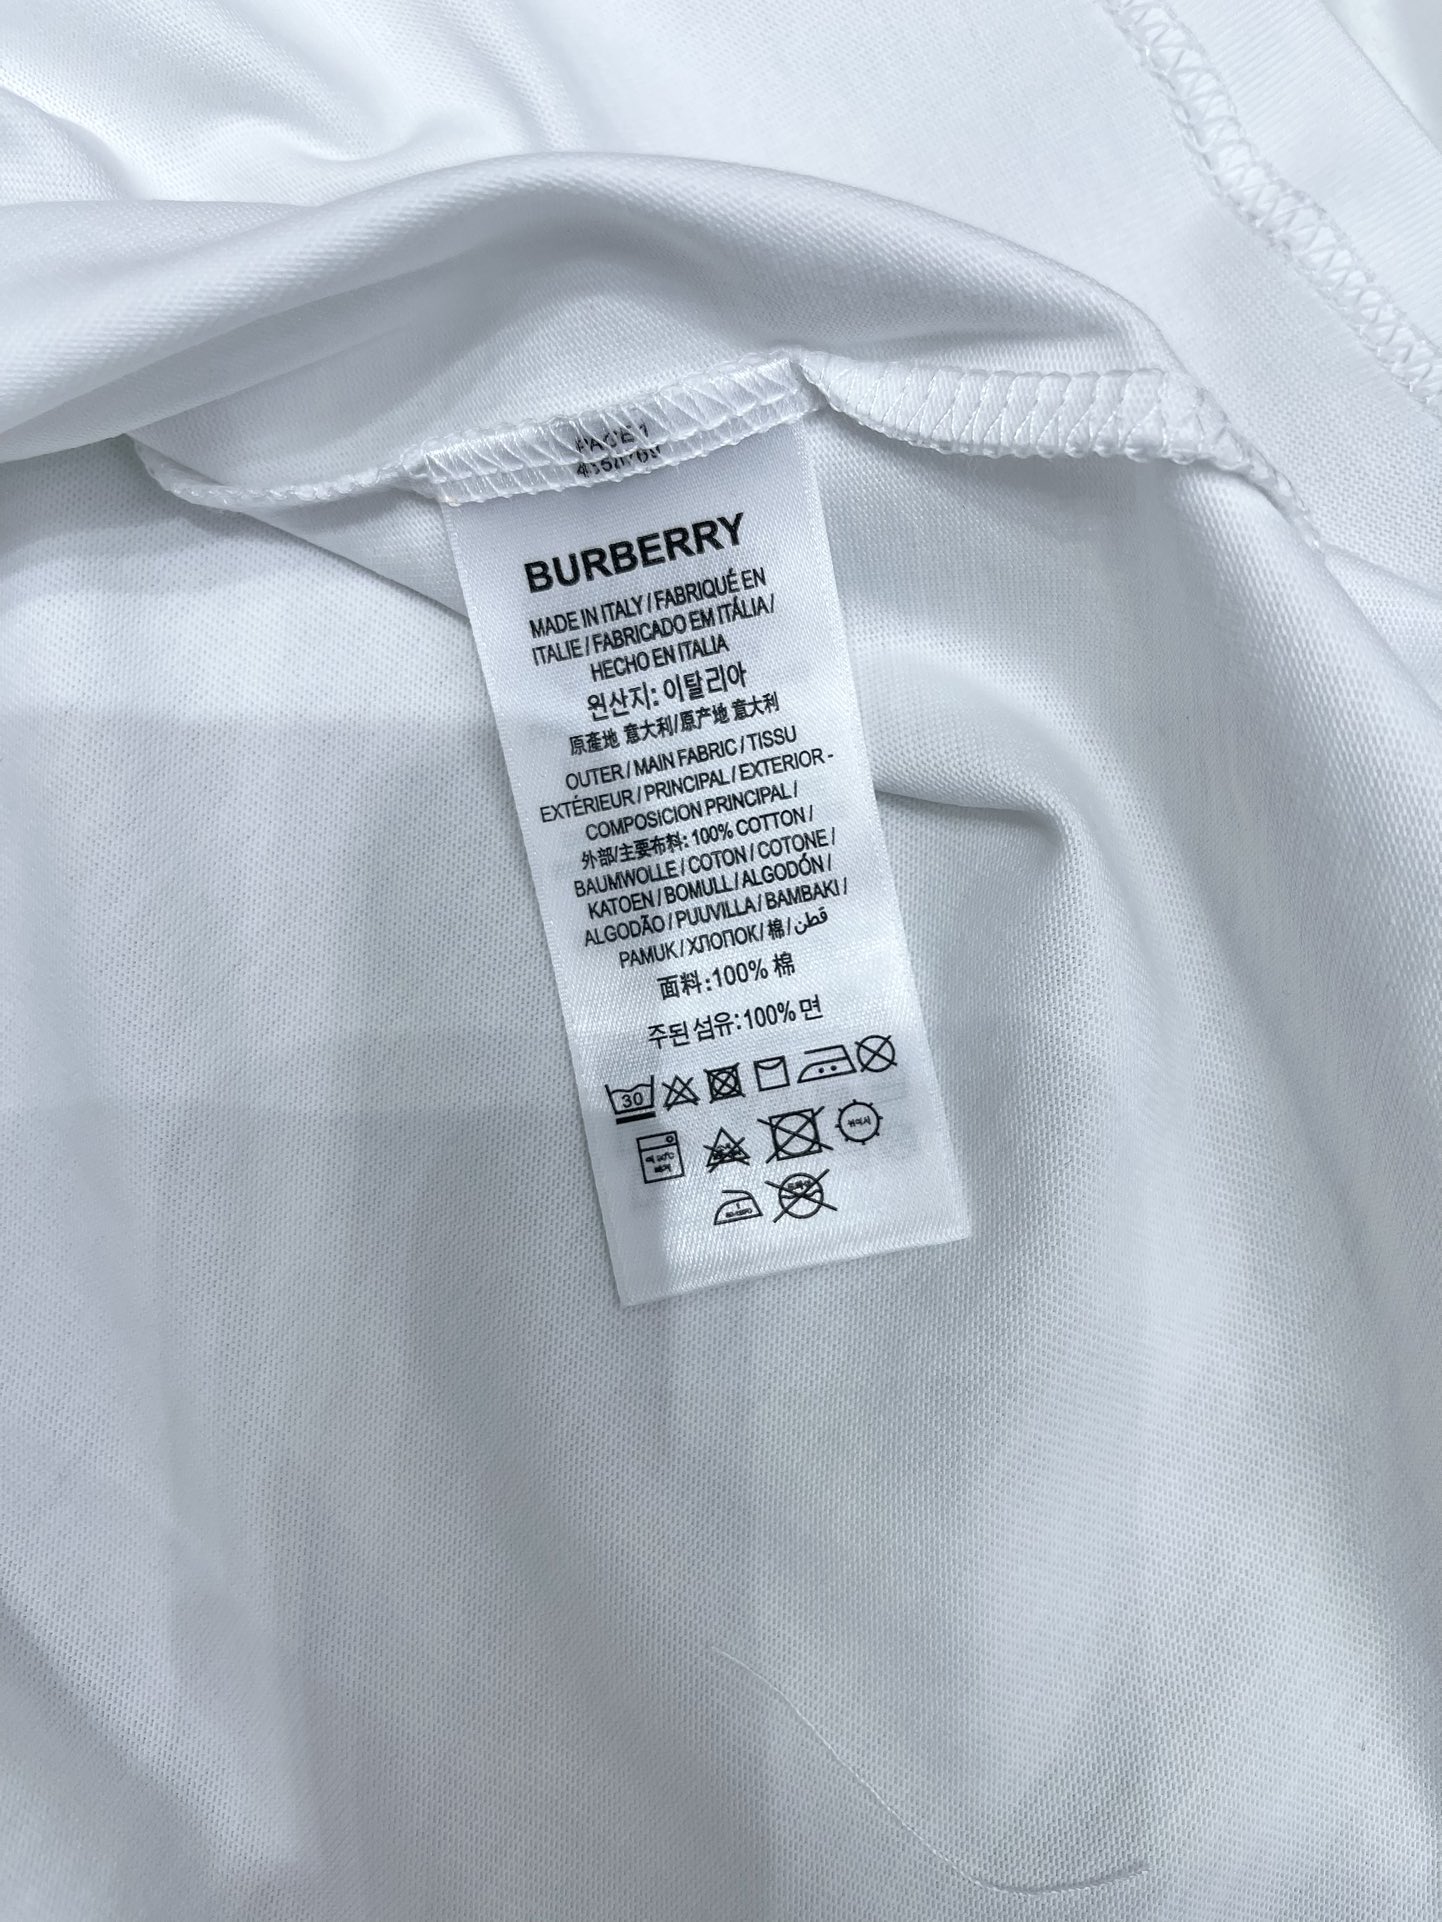 PAGE 1
BURBERRY
MADE IN ITALY / FABRIQUÉ EN
ITALIE / FABRICADO EM ITÁLIA /
HECHO EN ITALIA
원산지: 이탈리아
原產地 意大利/原产地 意大利
OUTER / MAIN FABRIC / TISSU
EXTÉRIEUR / PRINCIPAL / EXTERIOR -
COMPOSICION PRINCIPAL /
外部/主要布料: 100% COTTON /
BAUMWOLLE / COTON / COTONE /
KATOEN / BOMULL / ALGODÓN /
ALGODÃO / PUUVILLA / BAMBAKI /
PAMUK / ХЛОПОК / 棉 / قطن
面料:100% 棉
주된 섬유:100% 면
30